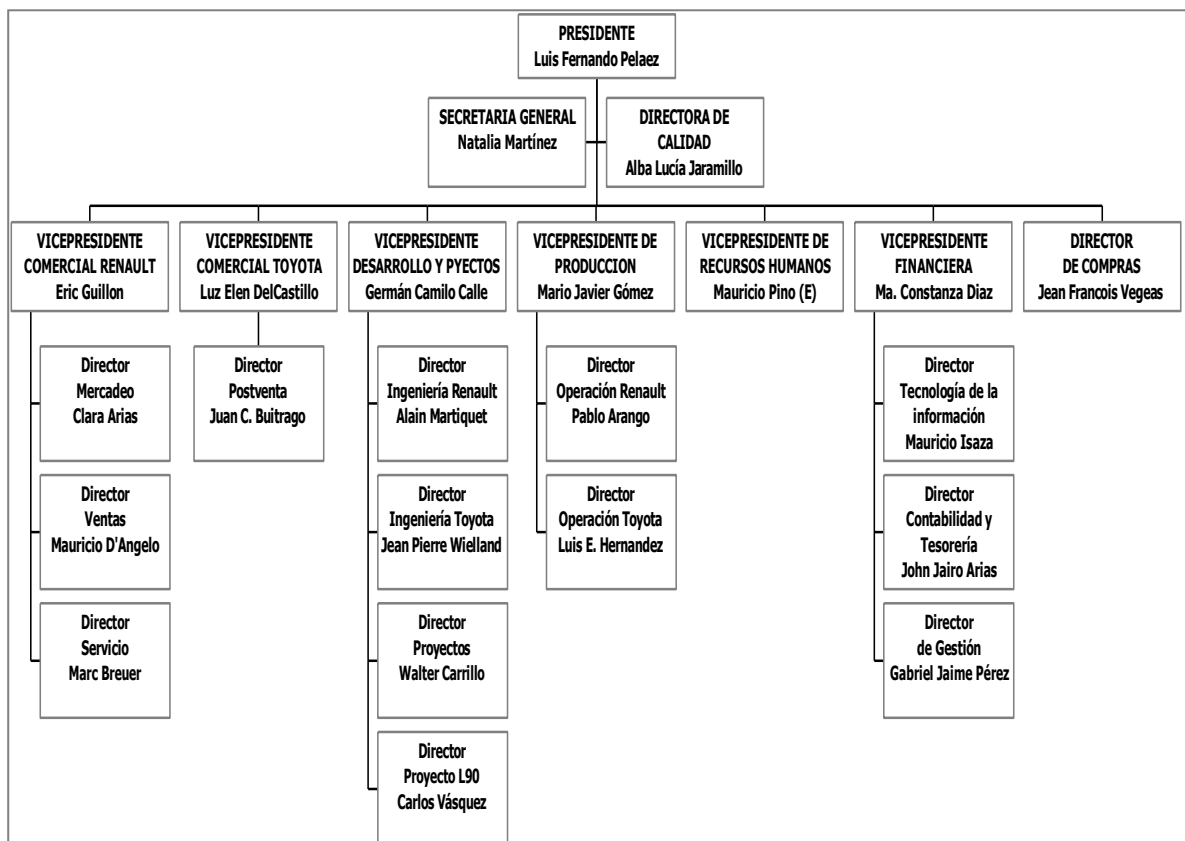 PRESIDENTE
Luis Fernando Pelaez
SECRETARIA GENERAL
Natalia Martínez
DIRECTORA DE
CALIDAD
Alba Lucía Jaramillo
VICEPRESIDENTE
COMERCIAL RENAULT
Eric Guillon
VICEPRESIDENTE
COMERCIAL TOYOTA
Luz Elen DelCastillo
VICEPRESIDENTE
DESARROLLO Y PYECTOS
Germán Camilo Calle
VICEPRESIDENTE DE
PRODUCCION
Mario Javier Gómez
VICEPRESIDENTE DE
RECURSOS HUMANOS
Mauricio Pino (E)
VICEPRESIDENTE
FINANCIERA
Ma. Constanza Diaz
DIRECTOR
DE COMPRAS
Jean Francois Vegeas
Director
Mercadeo
Clara Arias
Director
Ventas
Mauricio D'Angelo
Director
Servicio
Marc Breuer
Director
Postventa
Juan C. Buitrago
Director
Ingeniería Renault
Alain Martiquet
Director
Ingeniería Toyota
Jean Pierre Wielland
Director
Proyectos
Walter Carrillo
Director
Proyecto L90
Carlos Vásquez
Director
Operación Renault
Pablo Arango
Director
Operación Toyota
Luis E. Hernandez
Director
Tecnología de la
información
Mauricio Isaza
Director
Contabilidad y
Tesorería
John Jairo Arias
Director
de Gestión
Gabriel Jaime Pérez